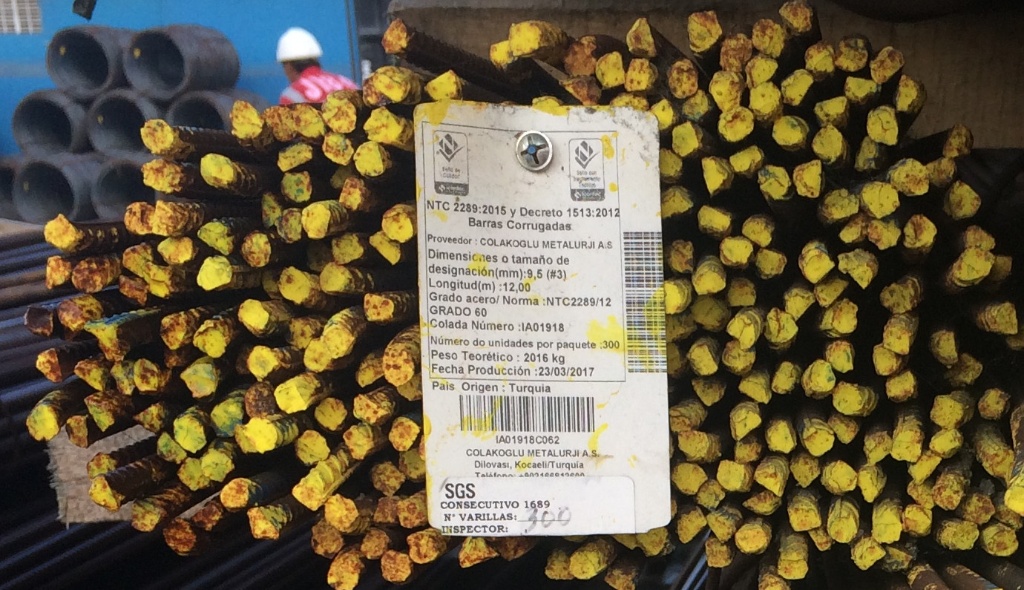 NTC 2289:2015 y Decreto 1513:2012
Barras Corrugadas
Proveedor : COLAKOGLU METALURJI A.S
Dimensiones o tamaño de
designación(mm):9,5 (#3)
Longitud(m) :12,00
Grado acero/ Norma :NTC2289/12
GRADO 60
Colada Número :IA01918
Número de unidades por paquete :300
Peso Teorético : 2016 kg
Fecha Producción :23/03/2017
Pais Origen : Turquia
IA01918C062
COLAKOGLU METALURJI A.S.
Dilovası, Kocaeli/Turquia
SGS
CONSECUTIVO 1689
N° VARILLAS: 300
INSPECTOR: